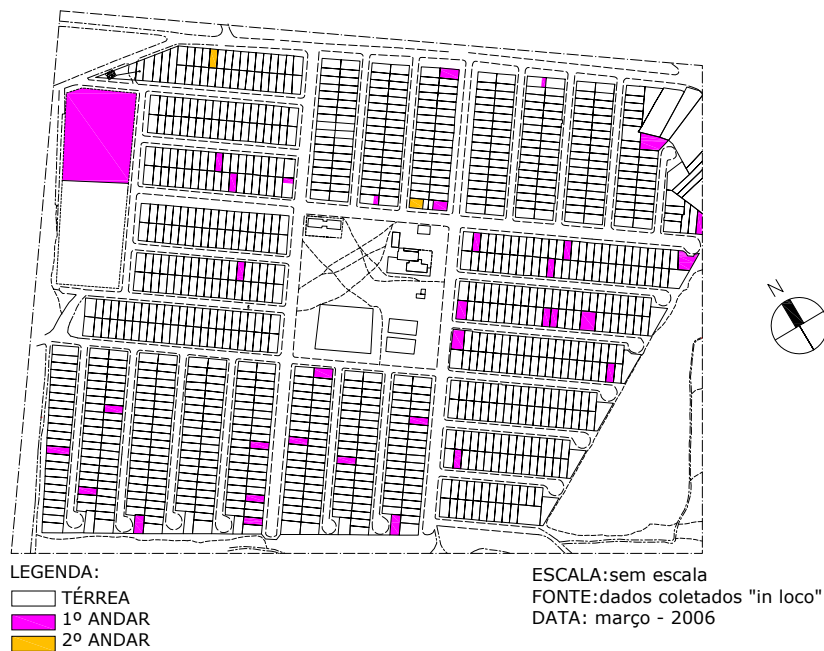 N
LEGENDA:
TÉRREA
1º ANDAR
2º ANDAR
ESCALA:sem escala
FONTE:dados coletados "in loco"
DATA: março - 2006